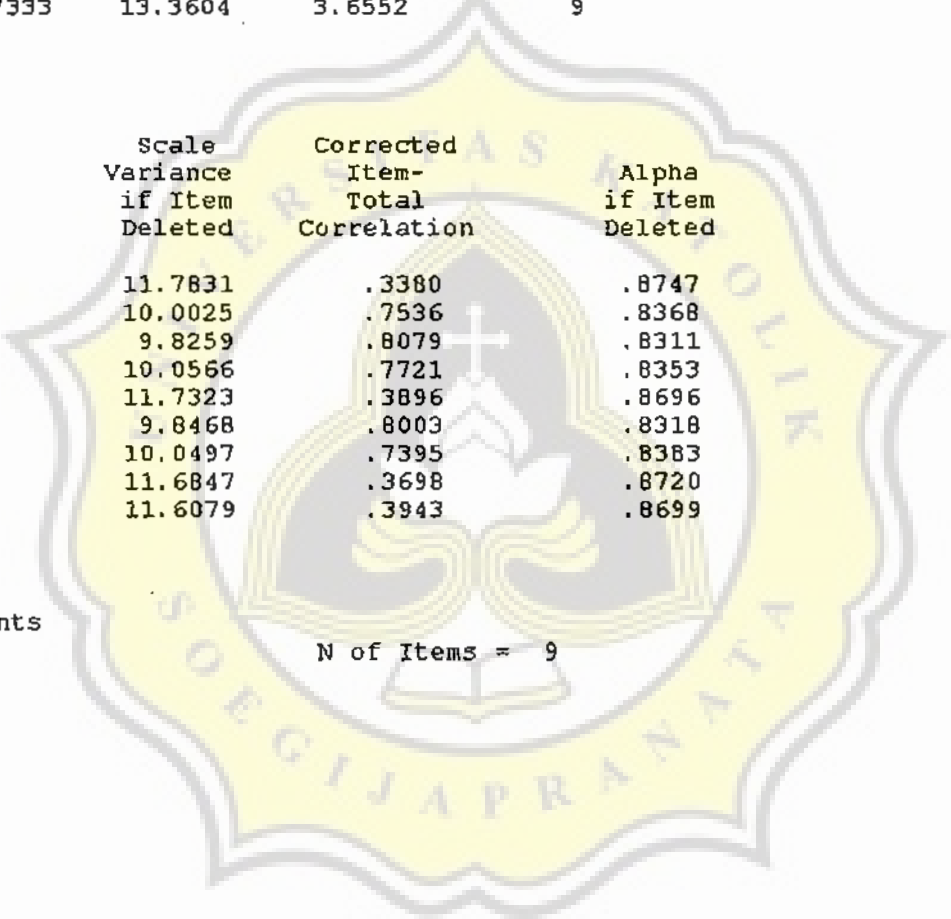 7333 13.3604 3.6552 9
Scale Corrected
Variance Item- Alpha
if Item Total if Item
Deleted Correlation Deleted
11.7831 .3380 .8747
10.0025 .7536 .8368
9.8259 .8079 .8311
10.0566 .7721 .8353
11.7323 .3896 .8696
9.8468 .8003 .8318
10.0497 .7395 .8383
11.6847 .3698 .8720
11.6079 .3943 .8699
nts
N of Items = 9
SOEGIJAPRANATA